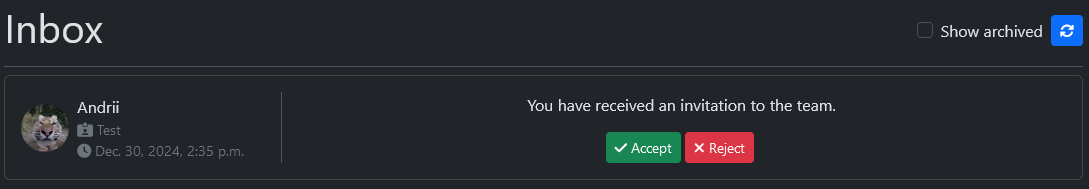 Inbox
Show archived
Andrii
Test
Dec. 30, 2024, 2:35 p.m.
You have received an invitation to the team.
Accept
Reject